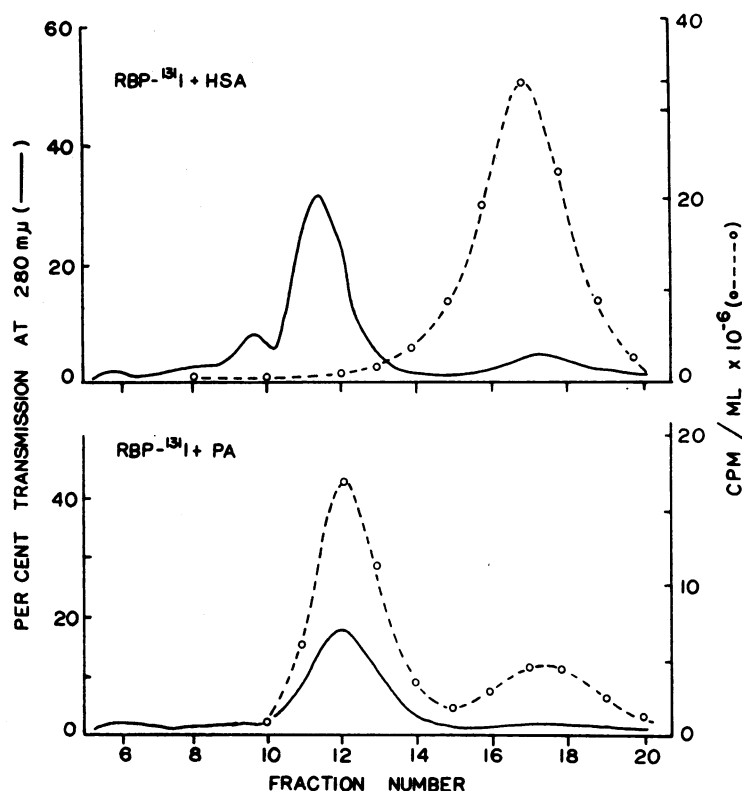 60
40
20
0
RBP-¹³¹I + HSA
40
20
0
RBP-¹³¹I + PA
40
20
0
20
10
0
6 8 10 12 14 16 18 20
FRACTION NUMBER
PER CENT TRANSMISSION AT 280 mμ (——)
CPM / ML x 10⁻⁶ (o-----o)